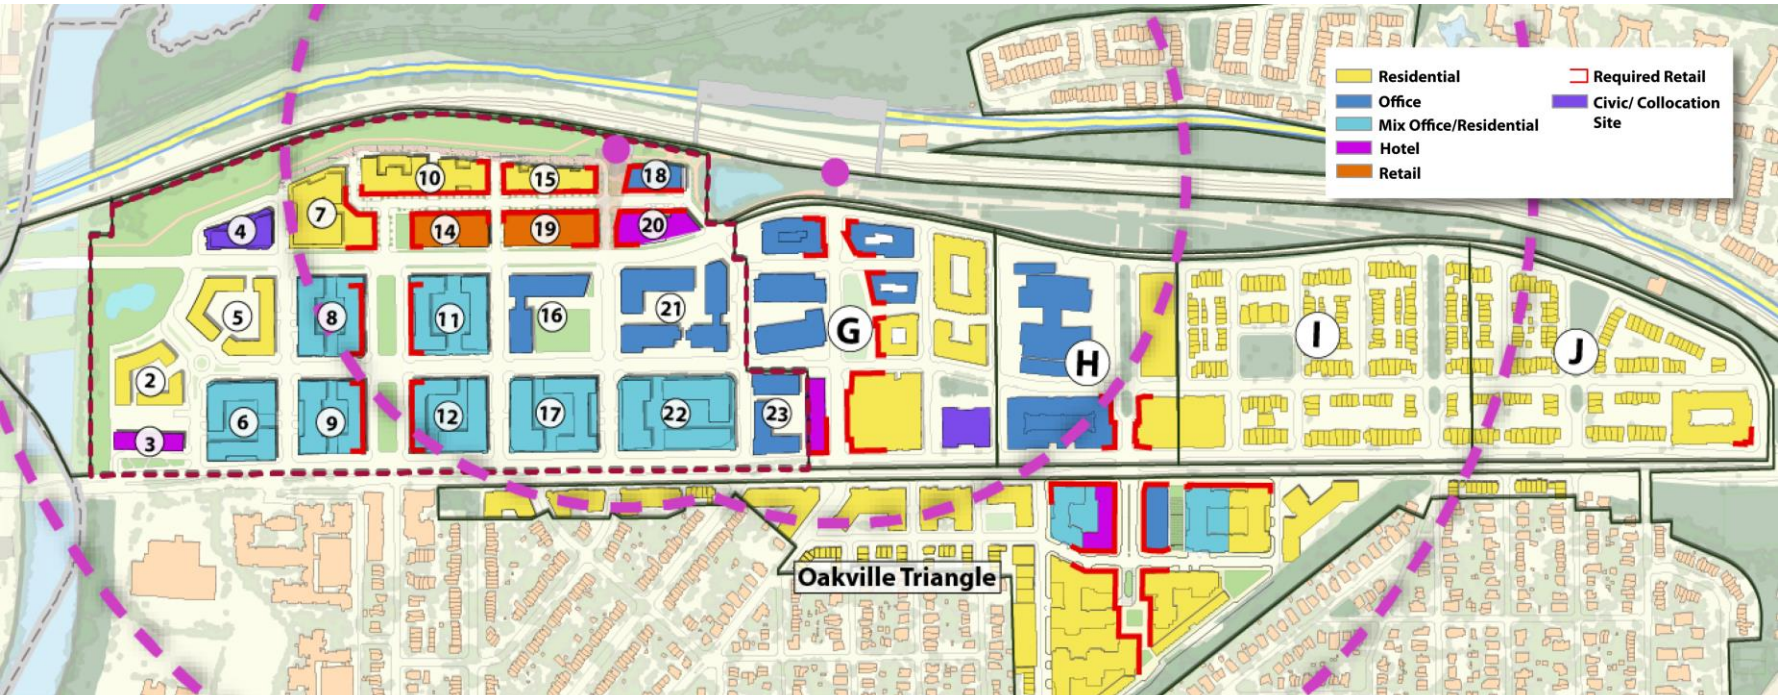 Residential
Required Retail
Office
Civic/ Collocation
Site
Mix Office/Residential
Hotel
Retail
10
15
18
7
4
14
19
20
5
8
11
16
21
G
H
I
J
2
6
9
12
17
22
23
3
Oakville Triangle